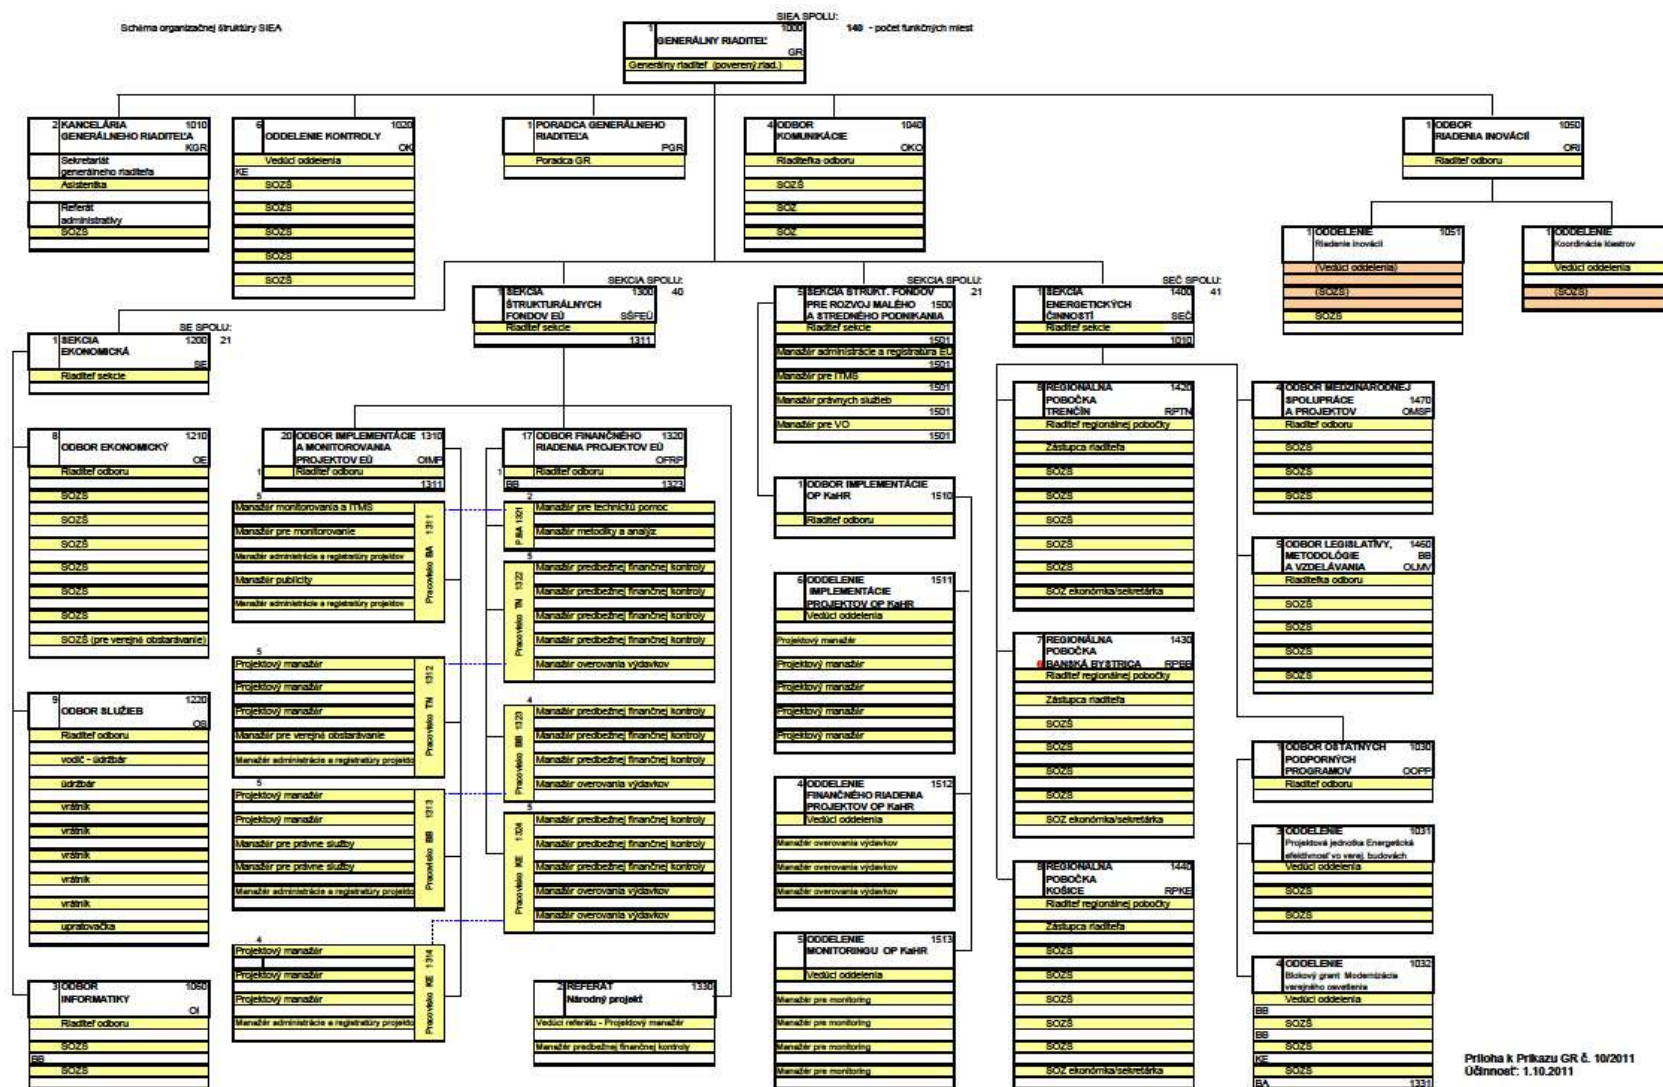 Schéma organizačnej štruktúry SIEA
SIEA SPOLU:
140 - počet funkčných miest
1 1000
GENERÁLNY RIADITEĽ
GR
Generálny riaditeľ (poverený riad.)
2 KANCELÁRIA 1010
GENERÁLNEHO RIADITEĽA
KGR
Sekretariát
generálneho riaditeľa
Asistentka
Referát
administratívy
SOZŠ
6 1020
ODDELENIE KONTROLY
OK
Vedúci oddelenia
KE
SOZŠ
SOZŠ
SOZŠ
SOZŠ
SOZŠ
1 PORADCA GENERÁLNEHO
RIADITEĽA
PGR
Poradca GR
4 ODBOR 1040
KOMUNIKÁCIE
OKO
Riaditeľka odboru
SOZŠ
SOZ
SOZ
1 ODBOR 1050
RIADENIA INOVÁCIÍ
ORI
Riaditeľ odboru
1 ODDELENIE 1051
Riadenie inovácií
(Vedúci oddelenia)
(SOZŠ)
SOZŠ
1 ODDELENIE
Koordinácia klastrov
Vedúci oddelenia
(SOZŠ)
SE SPOLU:
21
1 SEKCIA 1200
EKONOMICKÁ
SE
Riaditeľ sekcie
8 1210
ODBOR EKONOMICKÝ
OE
Riaditeľ odboru
SOZŠ
SOZŠ
SOZŠ
SOZŠ
SOZŠ
SOZŠ
SOZŠ (pre verejné obstarávanie)
9 1220
ODBOR SLUŽIEB
OS
Riaditeľ odboru
vodič - údržbár
údržbár
vrátnik
vrátnik
vrátnik
vrátnik
vrátnik
upratovačka
3 ODBOR 1060
INFORMATIKY
OI
Riaditeľ odboru
SOZŠ
BB
SOZŠ
SEKCIA SPOLU:
40
1 SEKCIA 1300
ŠTRUKTURÁLNYCH
FONDOV EÚ SŠFEÚ
Riaditeľ sekcie
1311
20 ODBOR IMPLEMENTÁCIE 1310
A MONITOROVANIA
PROJEKTOV EÚ OIMP
1 Riaditeľ odboru
1311
5
Manažér monitorovania a ITMS
Manažér pre monitorovanie
Manažér administrácie a registratúry projektov
Manažér publicity
Manažér administrácie a registratúry projektov
Pracovisko BA 1311
5
Projektový manažér
Projektový manažér
Projektový manažér
Manažér pre verejné obstarávanie
Manažér administrácie a registratúry projekto
Pracovisko TN 1312
5
Projektový manažér
Projektový manažér
Manažér pre právne služby
Manažér pre právne služby
Manažér administrácie a registratúry projekto
Pracovisko BB 1313
4
Projektový manažér
Projektový manažér
Projektový manažér
Manažér administrácie a registratúry projekto
Pracovisko KE 1314
17 ODBOR FINANČNÉHO 1320
RIADENIA PROJEKTOV EÚ
OFRP
1 Riaditeľ odboru
BB 1323
2
Manažér pre technickú pomoc
Manažér metodiky a analýz
P.BA 1321
5
Manažér predbežnej finančnej kontroly
Manažér predbežnej finančnej kontroly
Manažér predbežnej finančnej kontroly
Manažér predbežnej finančnej kontroly
Manažér overovania výdavkov
Pracovisko TN 1322
4
Manažér predbežnej finančnej kontroly
Manažér predbežnej finančnej kontroly
Manažér predbežnej finančnej kontroly
Manažér overovania výdavkov
Pracovisko BB 1323
5
Manažér predbežnej finančnej kontroly
Manažér predbežnej finančnej kontroly
Manažér predbežnej finančnej kontroly
Manažér overovania výdavkov
Manažér overovania výdavkov
Pracovisko KE 1324
2 REFERÁT 1330
Národný projekt
Vedúci referátu - Projektový manažér
Manažér predbežnej finančnej kontroly
SEKCIA SPOLU:
21
5 SEKCIA ŠTRUKT. FONDOV
PRE ROZVOJ MALÉHO 1500
A STREDNÉHO PODNIKANIA
Riaditeľ sekcie
1501
Manažér administrácie a registratúra EÚ
1501
Manažér pre ITMS
1501
Manažér právnych služieb
1501
Manažér pre VO
1501
1 ODBOR IMPLEMENTÁCIE
OP KaHR 1510
Riaditeľ odboru
6 ODDELENIE 1511
IMPLEMENTÁCIE
PROJEKTOV OP KaHR
Vedúci oddelenia
Projektový manažér
Projektový manažér
Projektový manažér
Projektový manažér
Projektový manažér
4 ODDELENIE 1512
FINANČNÉHO RIADENIA
PROJEKTOV OP KaHR
Vedúci oddelenia
Manažér overovania výdavkov
Manažér overovania výdavkov
Manažér overovania výdavkov
5 ODDELENIE 1513
MONITORINGU OP KaHR
Vedúci oddelenia
Manažér pre monitoring
Manažér pre monitoring
Manažér pre monitoring
Manažér pre monitoring
SEČ SPOLU:
41
1 SEKCIA 1400
ENERGETICKÝCH
ČINNOSTÍ SEČ
Riaditeľ sekcie
1010
8 REGIONÁLNA 1420
POBOČKA
TRENČÍN RPTN
Riaditeľ regionálnej pobočky
Zástupca riaditeľa
SOZŠ
SOZŠ
SOZŠ
SOZŠ
SOZŠ
SOZ ekonómka/sekretárka
7 REGIONÁLNA 1430
POBOČKA
6 BANSKÁ BYSTRICA RPBB
Riaditeľ regionálnej pobočky
Zástupca riaditeľa
SOZŠ
SOZŠ
SOZŠ
SOZŠ
SOZ ekonómka/sekretárka
8 REGIONÁLNA 1440
POBOČKA
KOŠICE RPKE
Riaditeľ regionálnej pobočky
Zástupca riaditeľa
SOZŠ
SOZŠ
SOZŠ
SOZŠ
SOZŠ
SOZ ekonómka/sekretárka
4 ODBOR MEDZINÁRODNEJ
SPOLUPRÁCE 1470
A PROJEKTOV OMSP
Riaditeľ odboru
SOZŠ
SOZŠ
SOZŠ
5 ODBOR LEGISLATÍVY, 1460
METODOLÓGIE BB
A VZDELÁVANIA OLMV
Riaditeľka odboru
SOZŠ
SOZŠ
SOZŠ
SOZŠ
1 ODBOR OSTATNÝCH 1030
PODPORNÝCH
PROGRAMOV OOPP
Riaditeľ odboru
3 ODDELENIE 1031
Projektová jednotka Energetická
efektívnosť vo verej. budovách
Vedúci oddelenia
SOZŠ
SOZŠ
4 ODDELENIE 1032
Blokový grant Modernizácia
verejného osvetlenia
Vedúci oddelenia
BB
SOZŠ
BB
SOZŠ
KE
SOZŠ
BA 1331
Príloha k Príkazu GR č. 10/2011
Účinnosť: 1.10.2011